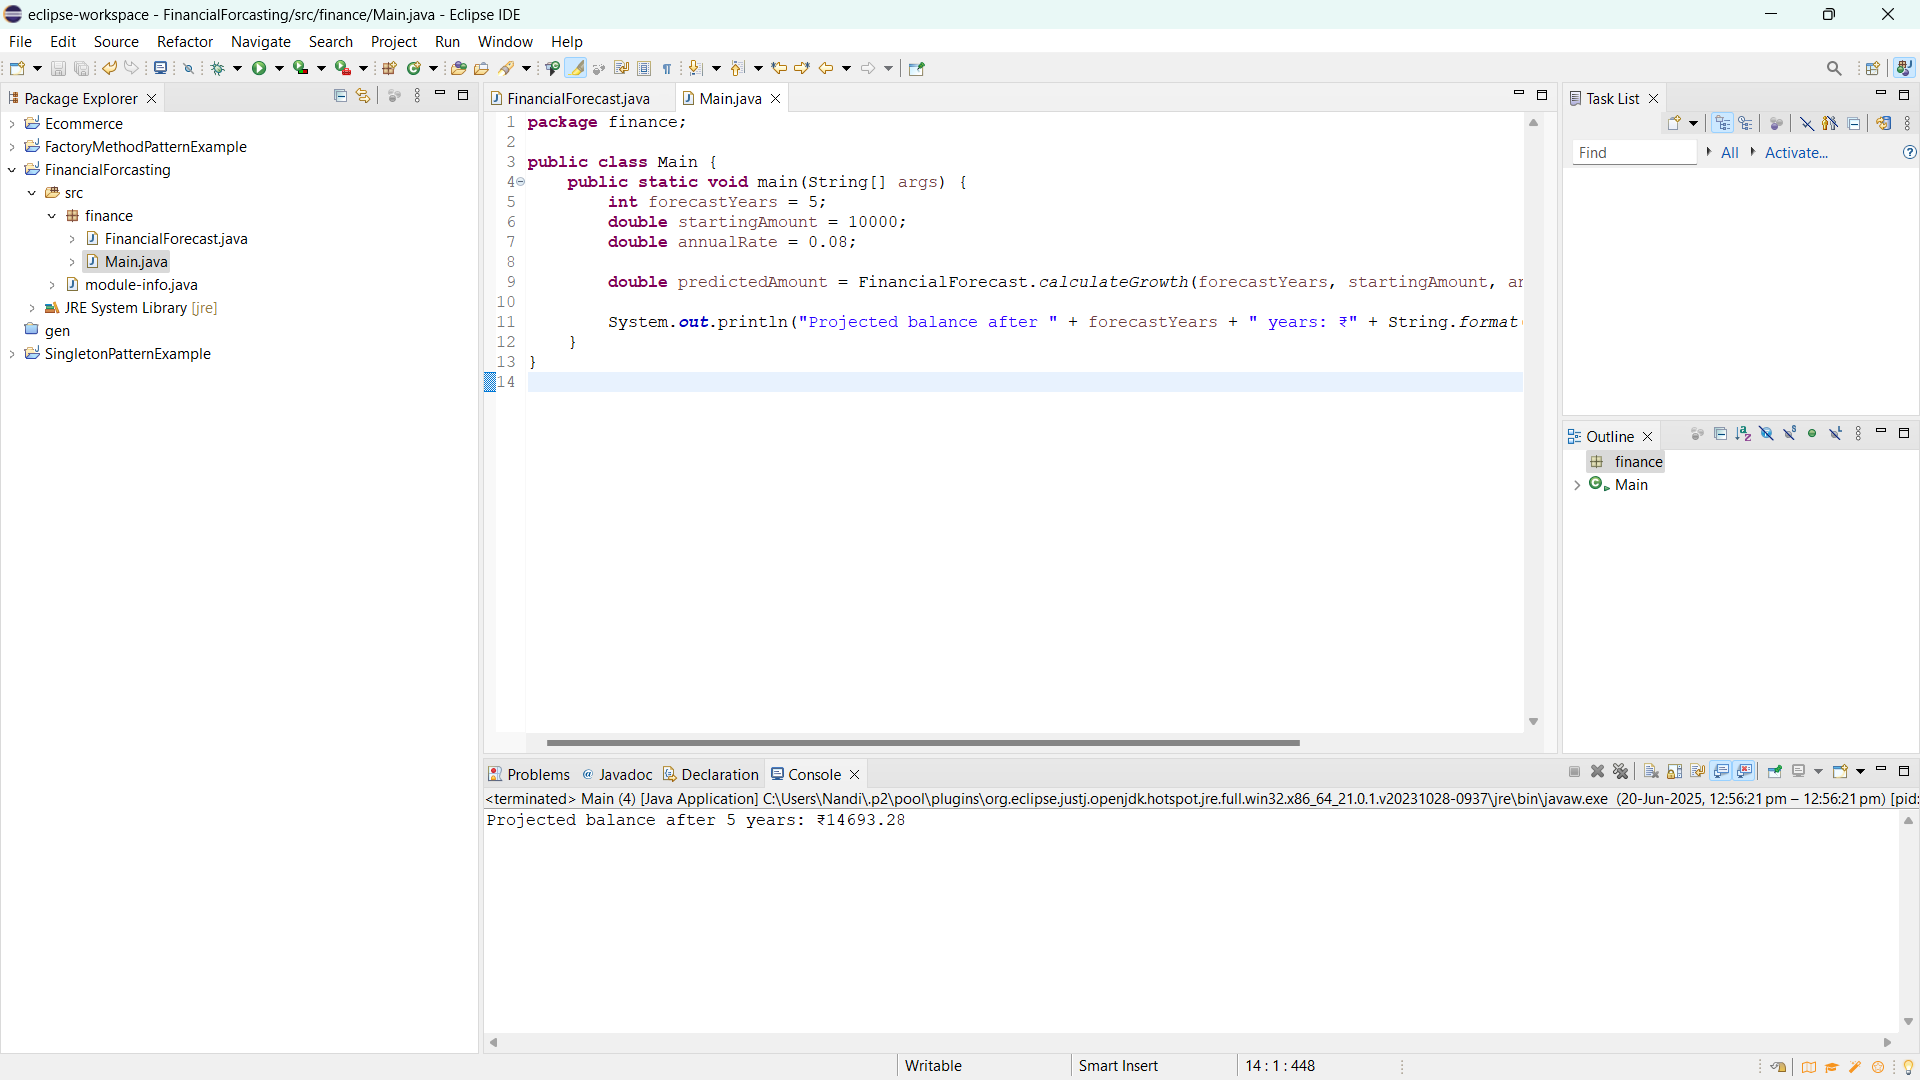 eclipse-workspace - FinancialForcasting/src/finance/Main.java - Eclipse IDE
File Edit Source Refactor Navigate Search Project Run Window Help
Package Explorer
Ecommerce
FactoryMethodPatternExample
FinancialForcasting
src
finance
FinancialForecast.java
Main.java
module-info.java
JRE System Library [jre]
gen
SingletonPatternExample
FinancialForecast.java Main.java
1 package finance;
2
3 public class Main {
4 public static void main(String[] args) {
5 int forecastYears = 5;
6 double startingAmount = 10000;
7 double annualRate = 0.08;
8
9 double predictedAmount = FinancialForecast.calculateGrowth(forecastYears, startingAmount, an
10
11 System.out.println("Projected balance after " + forecastYears + " years: ₹" + String.format(
12 }
13 }
14
Task List
Find All Activate...
Outline
finance
Main
Problems Javadoc Declaration Console
<terminated> Main (4) [Java Application] C:\Users\Nandi\.p2\pool\plugins\org.eclipse.justj.openjdk.hotspot.jre.full.win32.x86_64_21.0.1.v20231028-0937\jre\bin\javaw.exe (20-Jun-2025, 12:56:21 pm – 12:56:21 pm) [pid:
Projected balance after 5 years: ₹14693.28
Writable Smart Insert 14 : 1 : 448